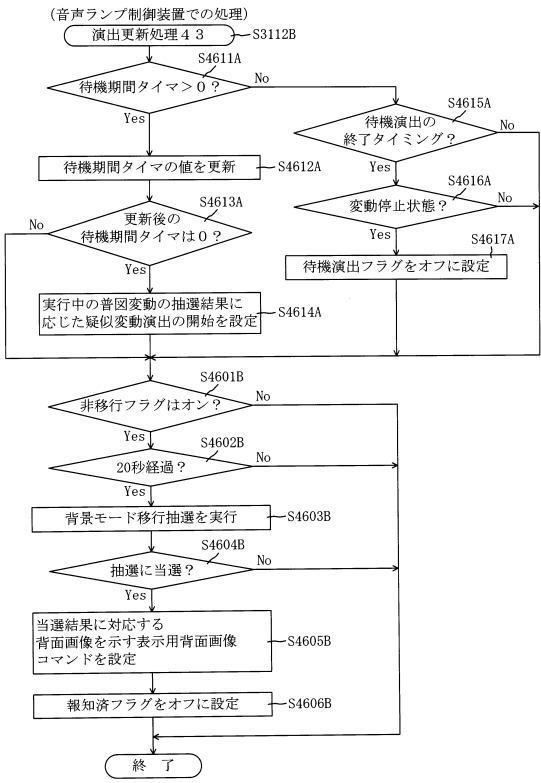 (音声ランプ制御装置での処理)
演出更新処理43
S3112B
S4611A
待機期間タイマ>0?
No
Yes
S4615A
待機演出の
終了タイミング?
No
Yes
待機期間タイマの値を更新
S4612A
S4616A
変動停止状態?
No
Yes
S4613A
更新後の
待機期間タイマは0?
No
Yes
S4617A
待機演出フラグをオフに設定
実行中の普図変動の抽選結果に
応じた疑似変動演出の開始を設定
S4614A
S4601B
非移行フラグはオン?
No
Yes
S4602B
20秒経過?
No
Yes
背景モード移行抽選を実行
S4603B
S4604B
抽選に当選?
No
Yes
当選結果に対応する
背面画像を示す表示用背面画像
コマンドを設定
S4605B
報知済フラグをオフに設定
S4606B
終 了